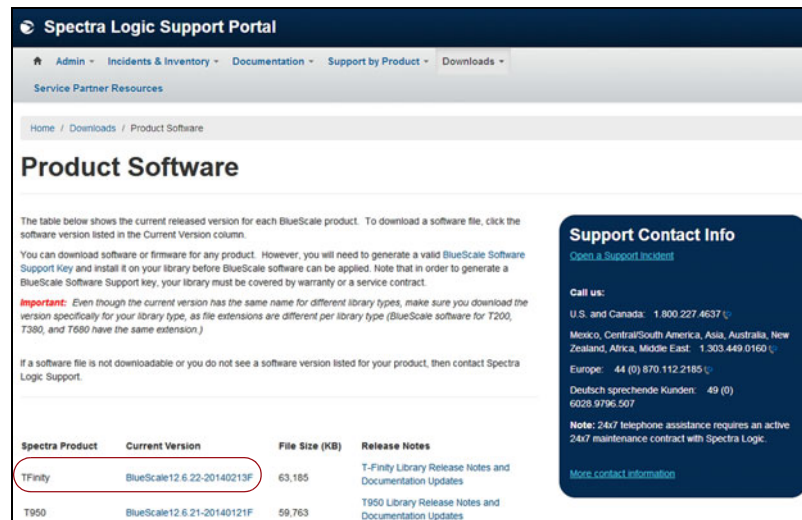 Spectra Logic Support Portal
Admin Incidents & Inventory Documentation Support by Product Downloads
Service Partner Resources
Home / Downloads / Product Software
Product Software
The table below shows the current released version for each BlueScale product. To download a software file, click the
software version listed in the Current Version column.
You can download software or firmware for any product. However, you will need to generate a valid BlueScale Software
Support Key and install it on your library before BlueScale software can be applied. Note that in order to generate a
BlueScale Software Support key, your library must be covered by warranty or a service contract.
Important: Even though the current version has the same name for different library types, make sure you download the
version specifically for your library type, as file extensions are different per library type (BlueScale software for T200,
T380, and T680 have the same extension.)
If a software file is not downloadable or you do not see a software version listed for your product, then contact Spectra
Logic Support.
Spectra Product Current Version File Size (KB) Release Notes
TFinity BlueScale12.6.22-20140213F 63,185 T-Finity Library Release Notes and
Documentation Updates
T950 BlueScale12.6.21-20140121F 59,763 T950 Library Release Notes and
Documentation Updates
Support Contact Info
Open a Support Incident
Call us:
U.S. and Canada: 1.800.227.4637
Mexico, Central/South America, Asia, Australia, New
Zealand, Africa, Middle East: 1.303.449.0160
Europe: 44 (0) 870.112.2185
Deutsch sprechende Kunden: 49 (0)
6028.9796.507
Note: 24x7 telephone assistance requires an active
24x7 maintenance contract with Spectra Logic.
More contact information